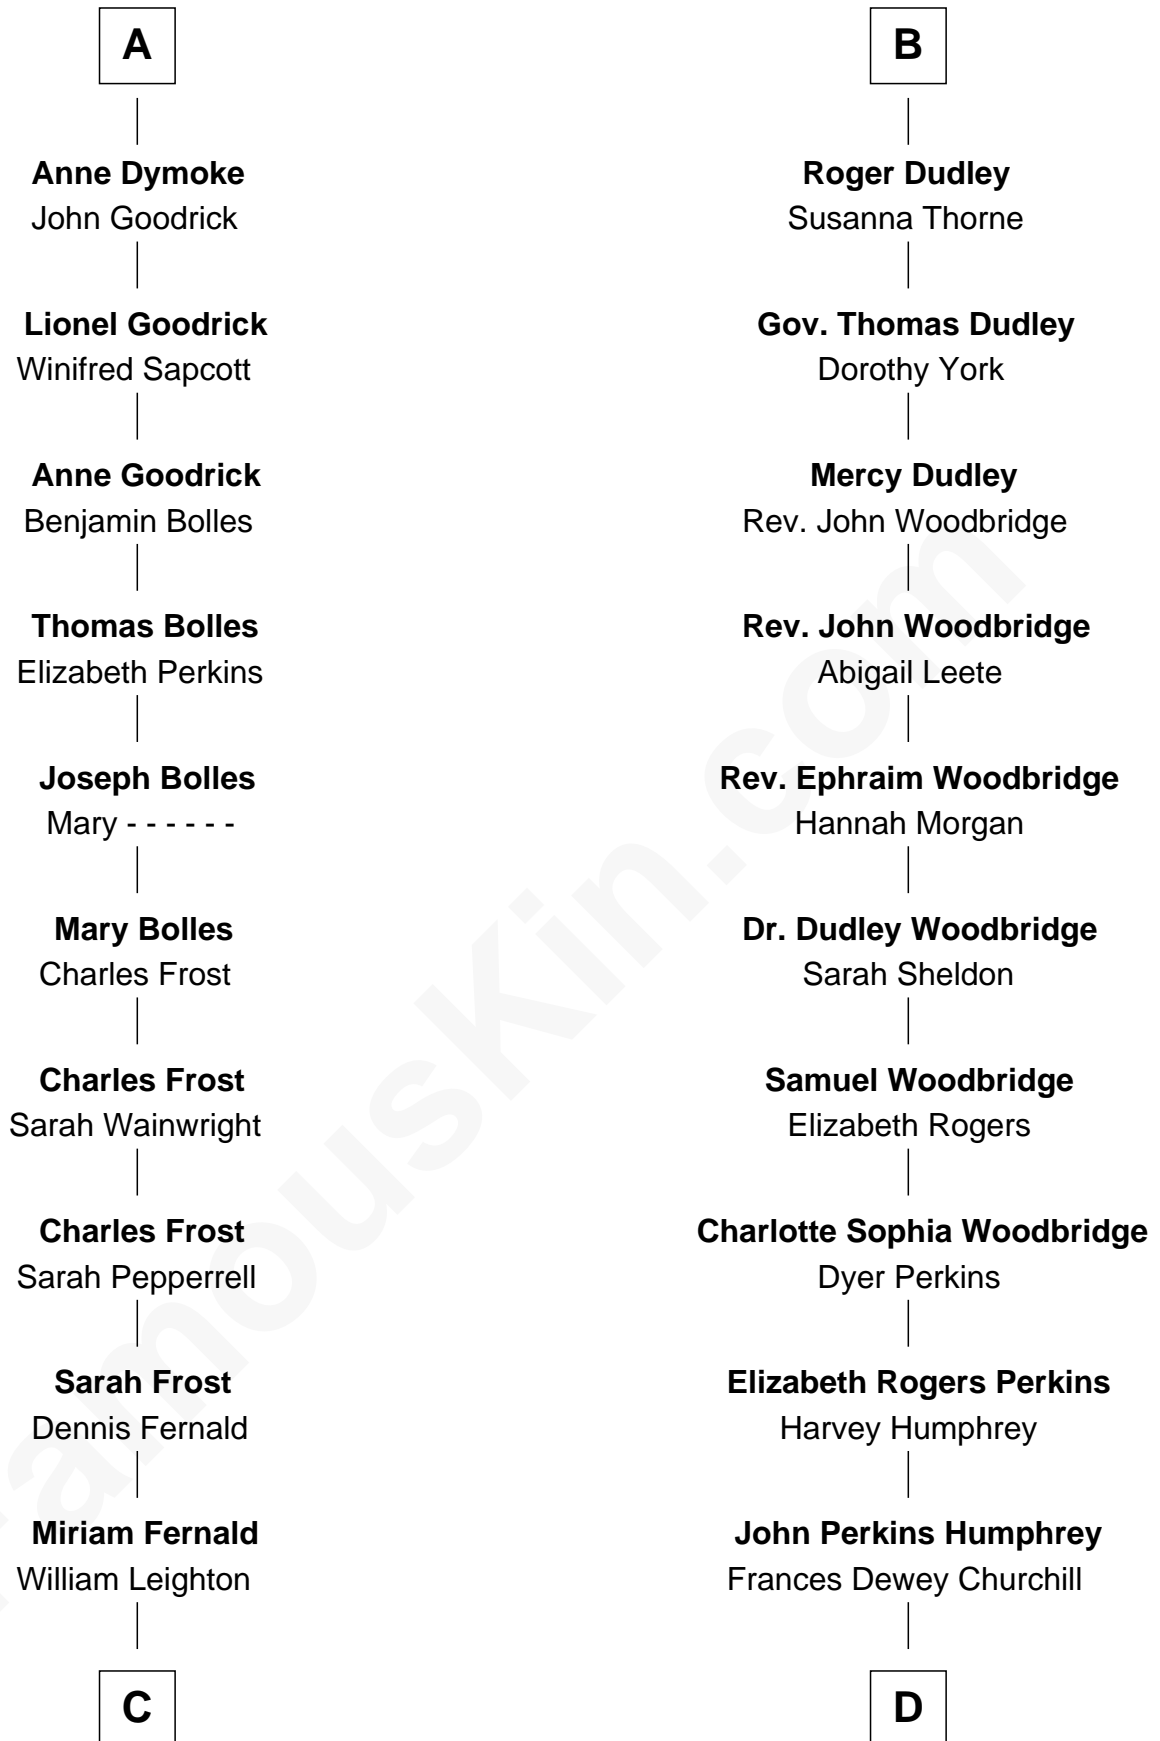 A
Anne Dymoke
John Goodrick
Lionel Goodrick
Winifred Sapcott
Anne Goodrick
Benjamin Bolles
Thomas Bolles
Elizabeth Perkins
Joseph Bolles
Mary - - - - - -
Mary Bolles
Charles Frost
Charles Frost
Sarah Wainwright
Charles Frost
Sarah Pepperrell
Sarah Frost
Dennis Fernald
Miriam Fernald
William Leighton
C
B
Roger Dudley
Susanna Thorne
Gov. Thomas Dudley
Dorothy York
Mercy Dudley
Rev. John Woodbridge
Rev. John Woodbridge
Abigail Leete
Rev. Ephraim Woodbridge
Hannah Morgan
Dr. Dudley Woodbridge
Sarah Sheldon
Samuel Woodbridge
Elizabeth Rogers
Charlotte Sophia Woodbridge
Dyer Perkins
Elizabeth Rogers Perkins
Harvey Humphrey
John Perkins Humphrey
Frances Dewey Churchill
D
FamousKin.com